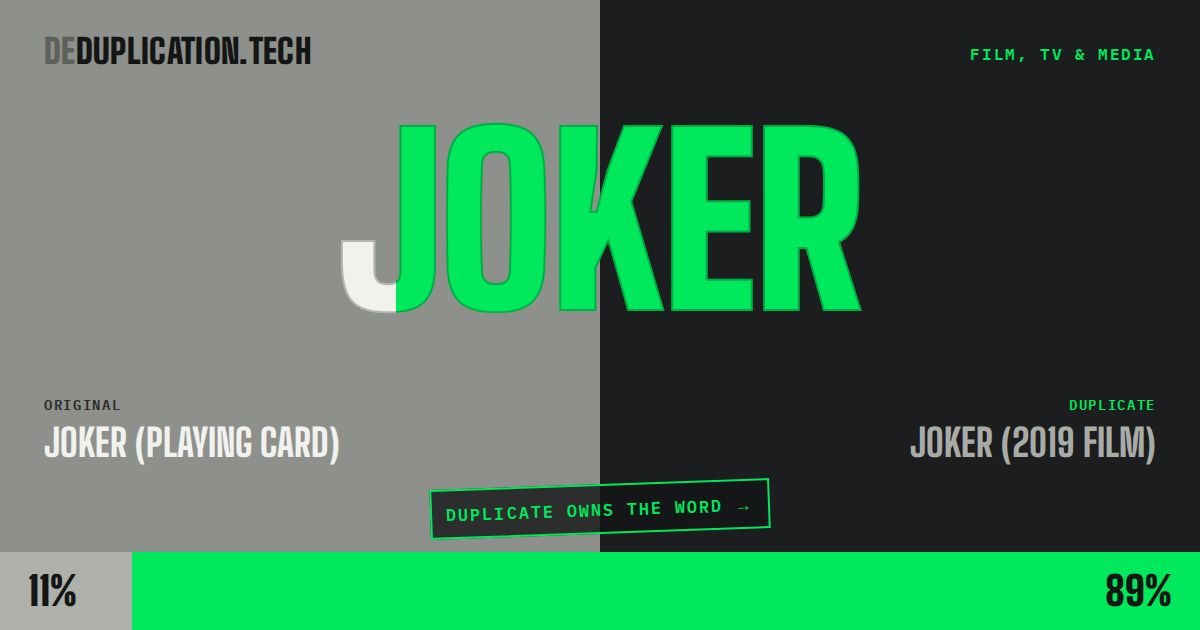 DEDUPLICATION.TECH
FILM, TV & MEDIA
JOKER
ORIGINAL
JOKER (PLAYING CARD)
DUPLICATE
JOKER (2019 FILM)
DUPLICATE OWNS THE WORD →
11%
89%